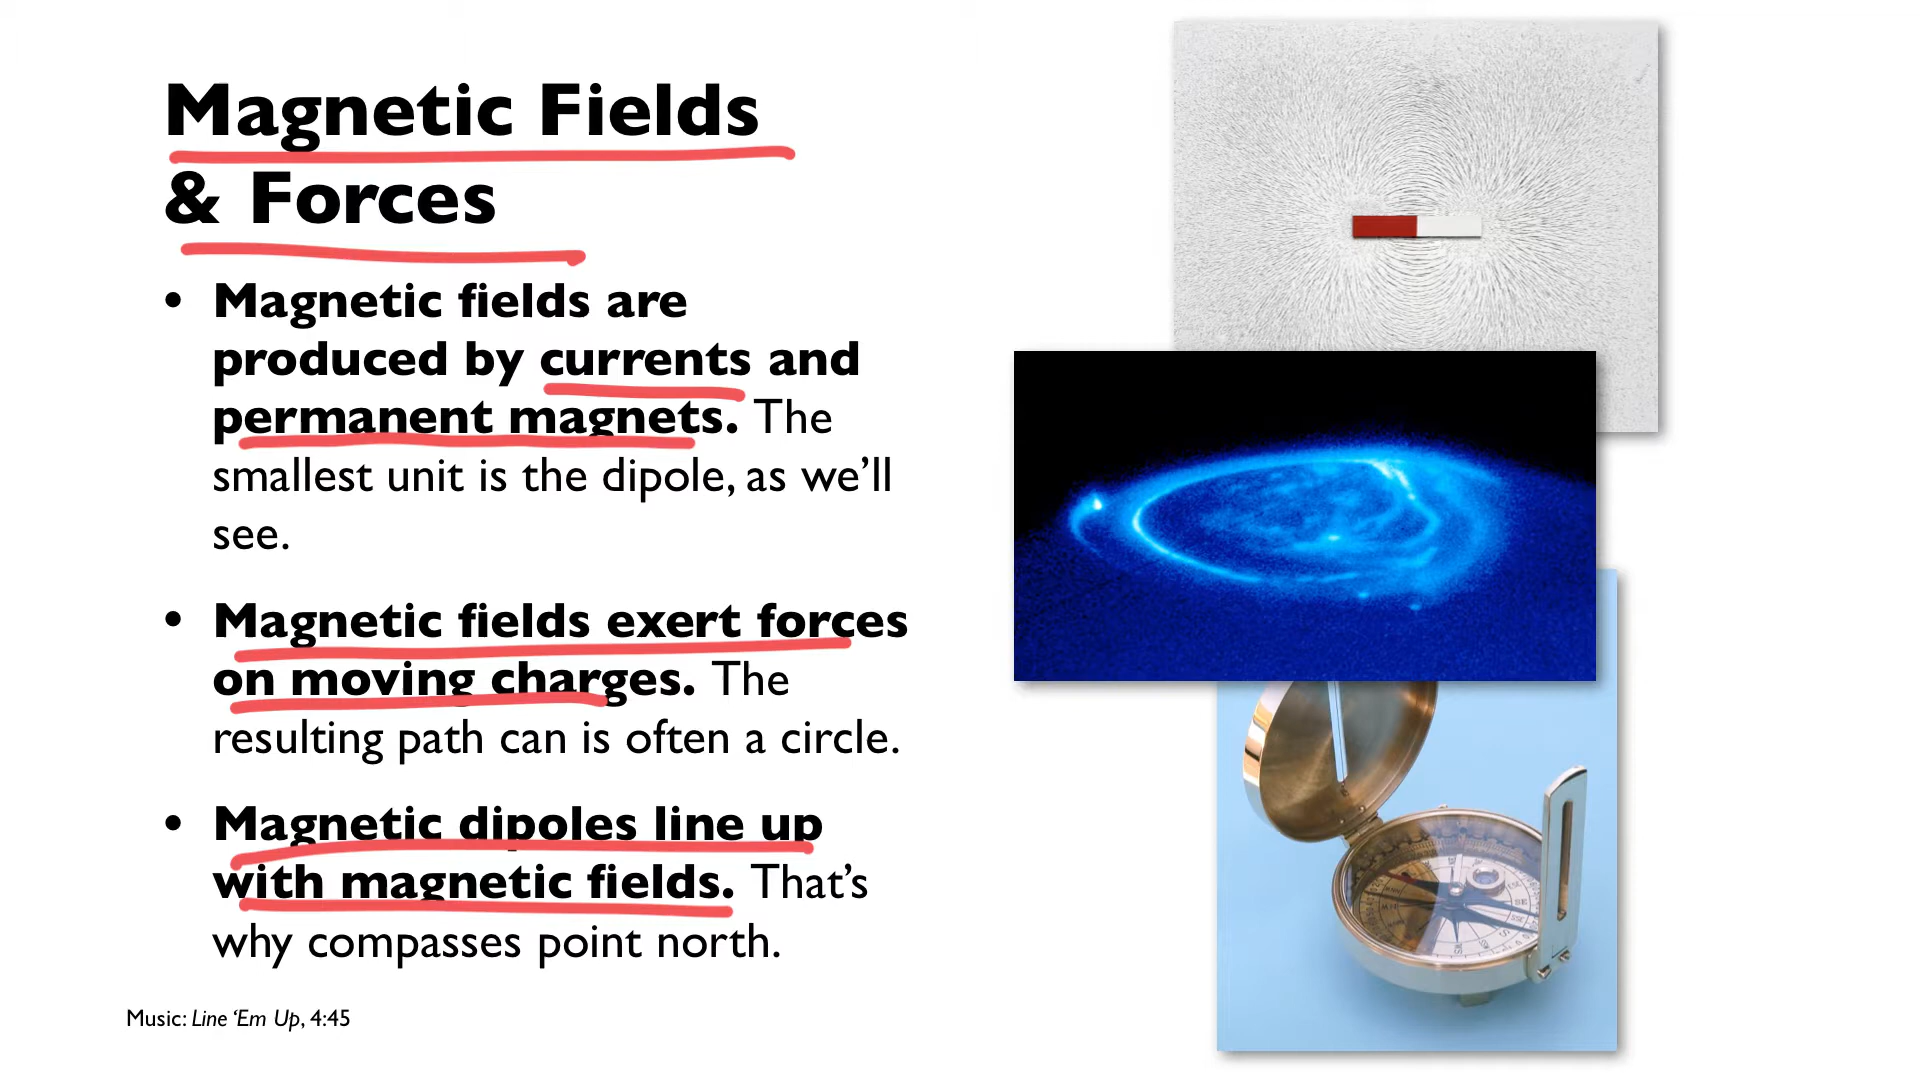 Magnetic Fields
& Forces
• Magnetic fields are
produced by currents and
permanent magnets. The
smallest unit is the dipole, as we’ll
see.
• Magnetic fields exert forces
on moving charges. The
resulting path can is often a circle.
• Magnetic dipoles line up
with magnetic fields. That’s
why compasses point north.
Music: Line ‘Em Up, 4:45